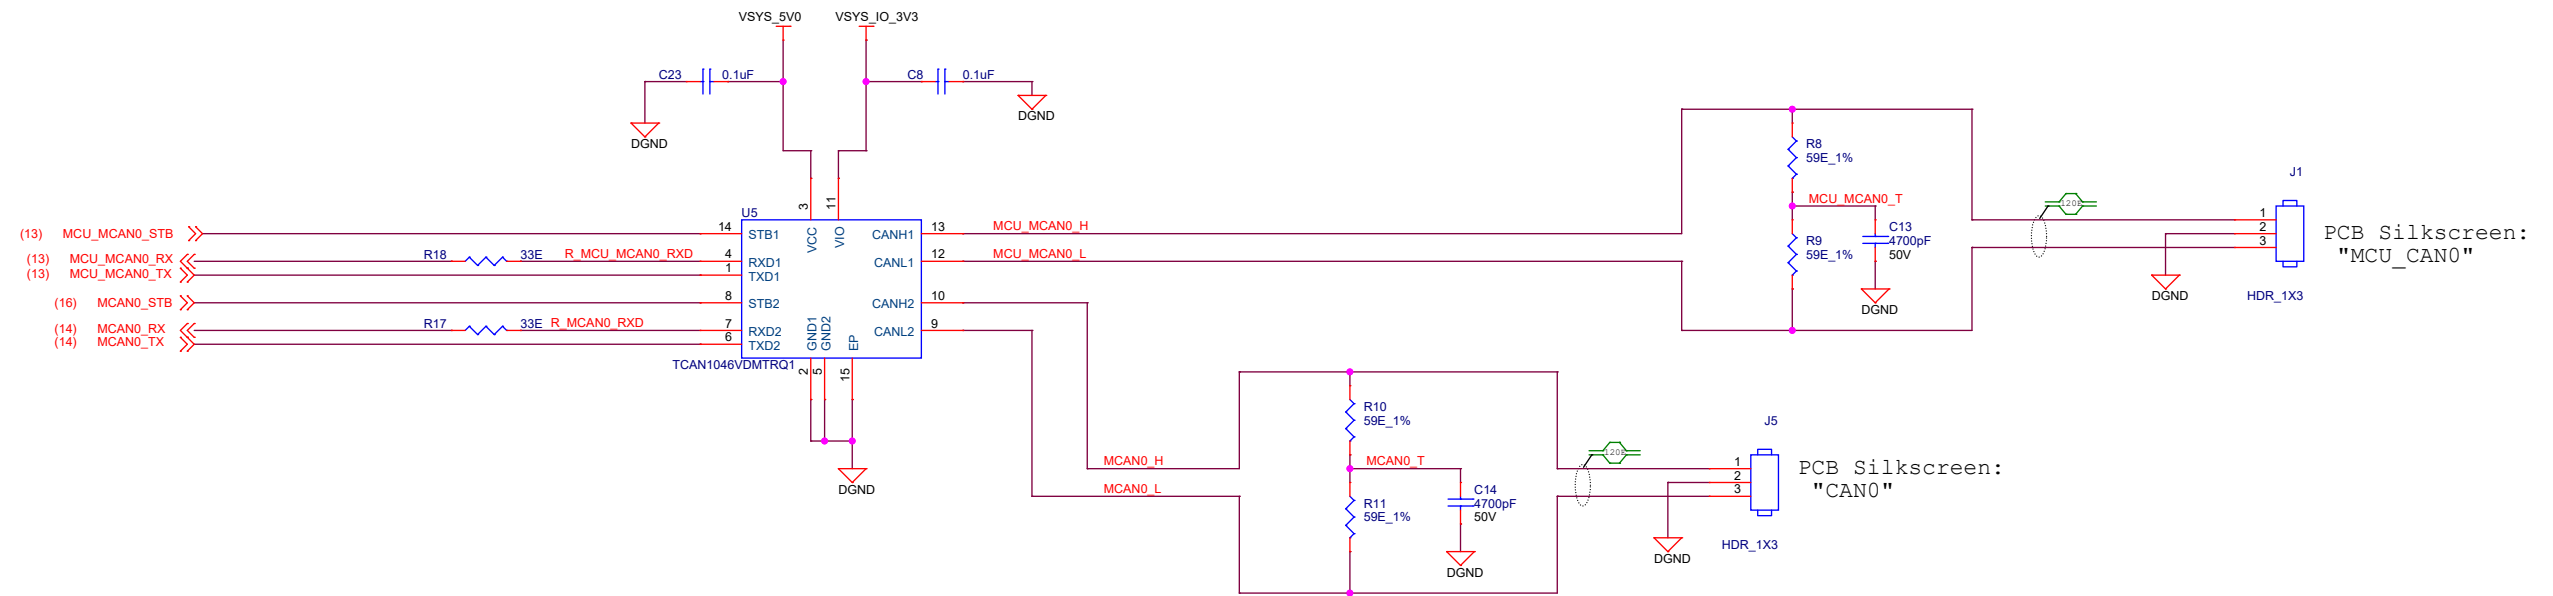 VSYS_5V0 VSYS_IO_3V3
C23 0.1uF C8 0.1uF
DGND
DGND
R8
59E_1%
J1
MCU_MCAN0_T
120E
3 11
U5
(13) MCU_MCAN0_STB 14 STB1 VCC VIO CANH1 13 MCU_MCAN0_H
C13
4700pF
50V
1
2
3
PCB Silkscreen:
"MCU_CAN0"
R9
59E_1%
(13) MCU_MCAN0_RX R18 33E R_MCU_MCAN0_RXD 4 RXD1 CANL1 12 MCU_MCAN0_L
(13) MCU_MCAN0_TX 1 TXD1
DGND
DGND
HDR_1X3
(16) MCAN0_STB 8 STB2 CANH2 10
(14) MCAN0_RX R17 33E R_MCAN0_RXD 7 RXD2 GND1 GND2 EP CANL2 9
(14) MCAN0_TX 6 TXD2
TCAN1046VDMTRQ1 2 5 15
DGND
R10
59E_1%
J5
120E
MCAN0_H
MCAN0_T
MCAN0_L
1
2
3
PCB Silkscreen:
"CAN0"
R11
59E_1%
C14
4700pF
50V
HDR_1X3
DGND
DGND